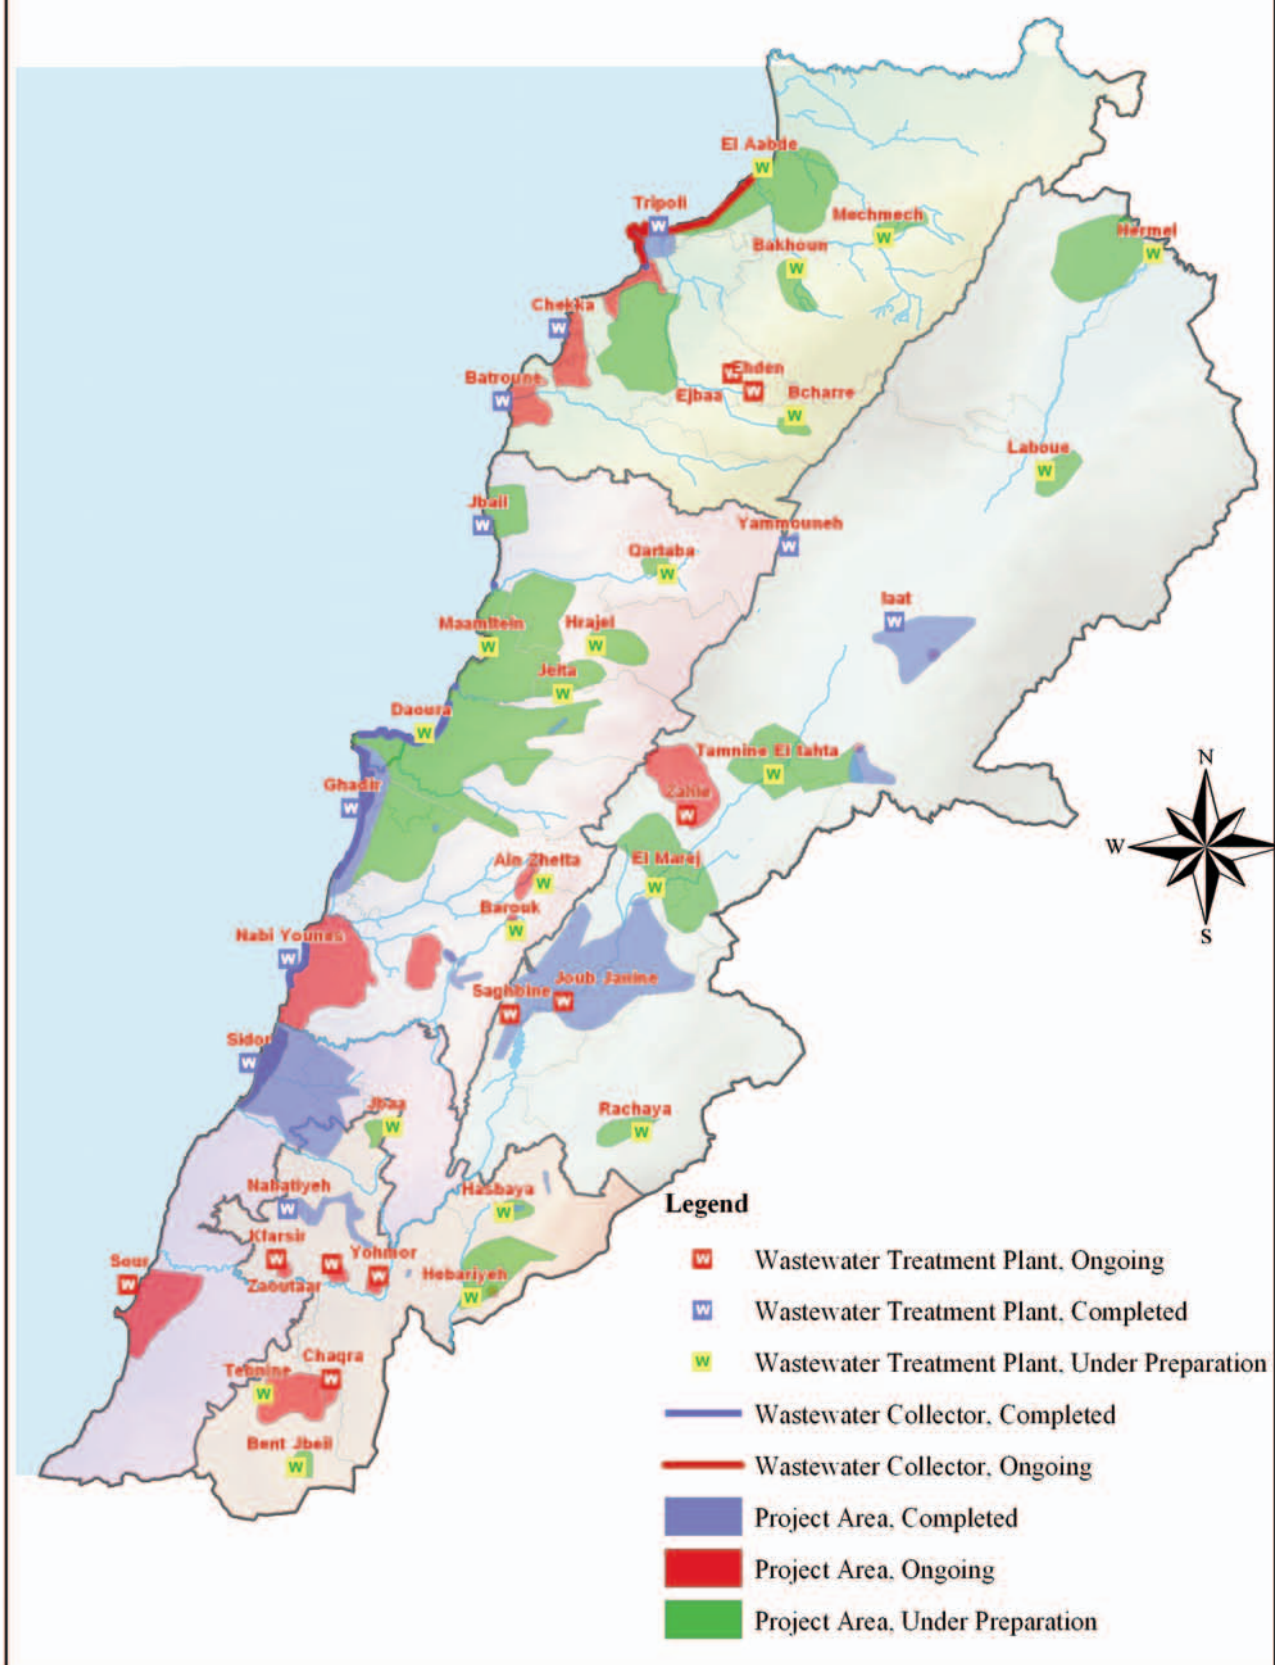 El Aabde
W
Tripoli
W
Mechmech
W
Hermel
W
Bakhoun
W
Chekka
W
Ehden
W
Batroune
W
Ejbaa
W
Bcharre
W
Laboue
W
Jbail
W
Yammouneh
W
Qartaba
W
Iaat
W
Maamltein
W
Hrajel
W
Jeita
W
Daoura
W
Tamnine El tahta
W
Ghadir
W
Zahle
W
N
W
S
Ain Zhelta
W
El Marej
W
Barouk
W
Nabi Younes
W
Saghbine
W
Joub Janine
W
Sidon
W
Jbaa
W
Rachaya
W
Nabatiyeh
W
Hasbaya
W
Kfarsir
W
Yohmor
W
Zaoutaar
W
Sour
W
Hebariyeh
W
Chaqra
W
Tebnine
W
Bent Jbeil
W
Legend
W Wastewater Treatment Plant, Ongoing
W Wastewater Treatment Plant, Completed
W Wastewater Treatment Plant, Under Preparation
Wastewater Collector, Completed
Wastewater Collector, Ongoing
Project Area, Completed
Project Area, Ongoing
Project Area, Under Preparation